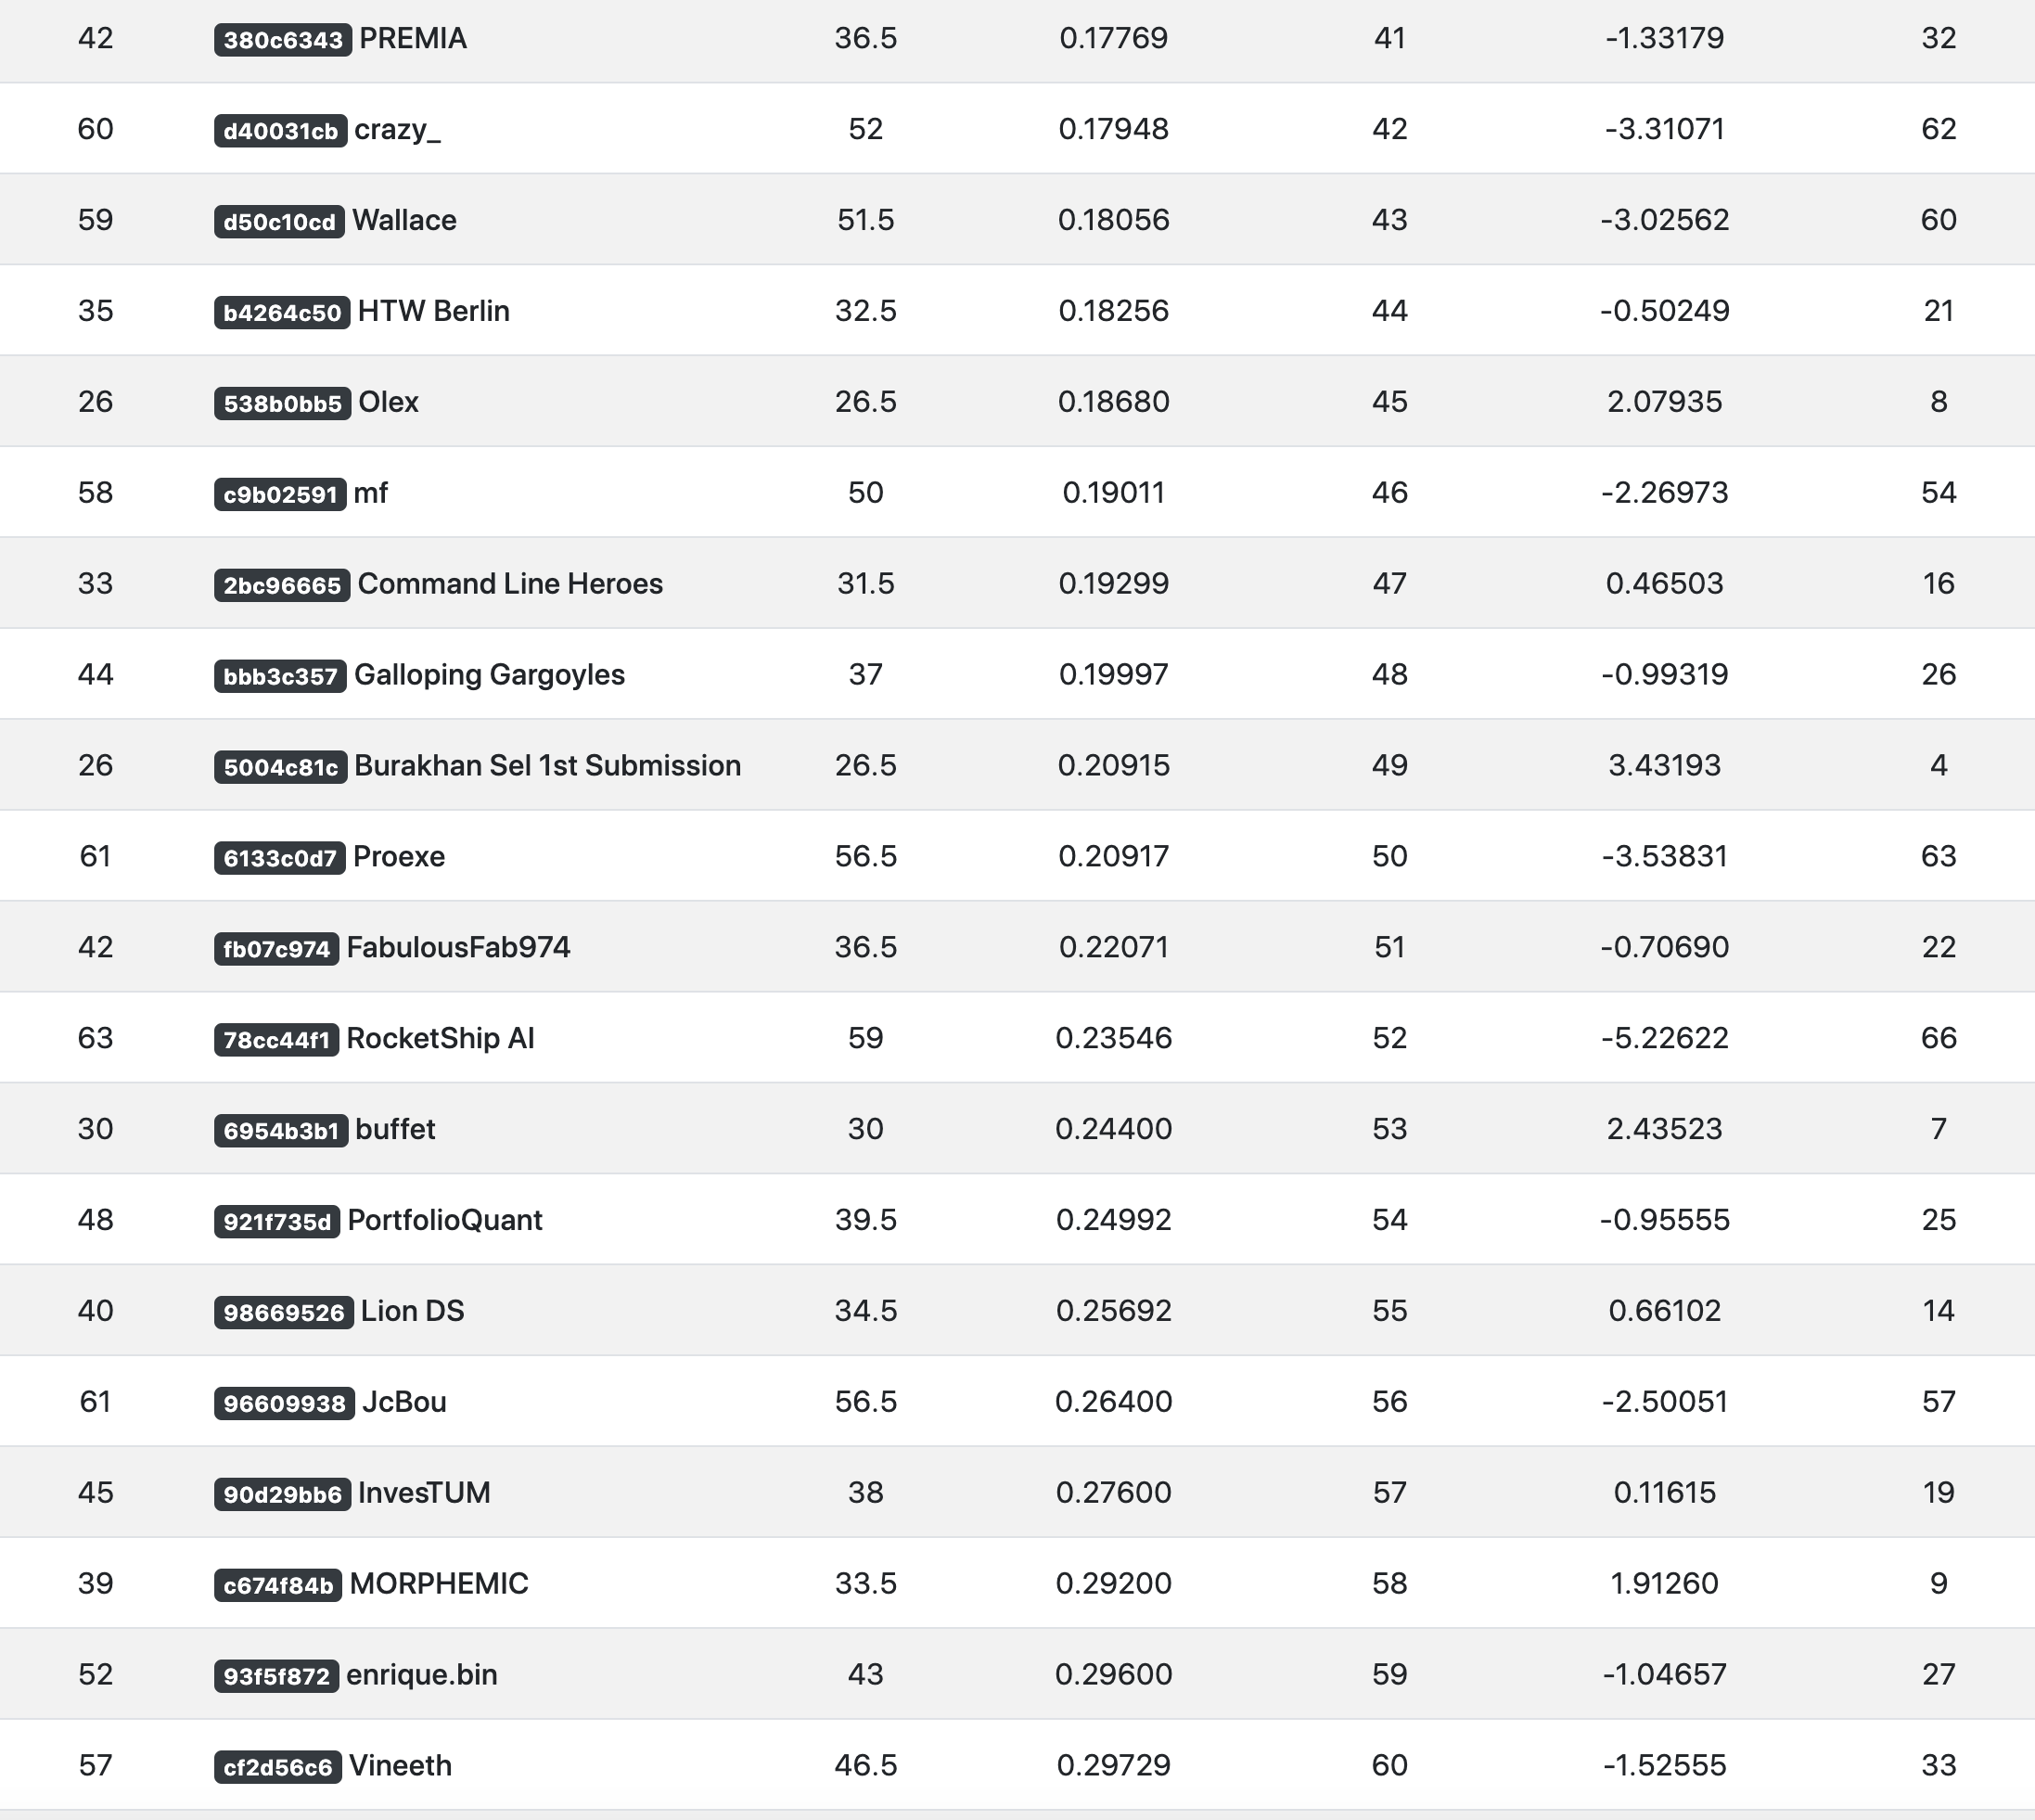 42 380c6343 PREMIA 36.5 0.17769 41 -1.33179 32
60 d40031cb crazy_ 52 0.17948 42 -3.31071 62
59 d50c10cd Wallace 51.5 0.18056 43 -3.02562 60
35 b4264c50 HTW Berlin 32.5 0.18256 44 -0.50249 21
26 538b0bb5 Olex 26.5 0.18680 45 2.07935 8
58 c9b02591 mf 50 0.19011 46 -2.26973 54
33 2bc96665 Command Line Heroes 31.5 0.19299 47 0.46503 16
44 bbb3c357 Galloping Gargoyles 37 0.19997 48 -0.99319 26
26 5004c81c Burakhan Sel 1st Submission 26.5 0.20915 49 3.43193 4
61 6133c0d7 Proexe 56.5 0.20917 50 -3.53831 63
42 fb07c974 FabulousFab974 36.5 0.22071 51 -0.70690 22
63 78cc44f1 RocketShip AI 59 0.23546 52 -5.22622 66
30 6954b3b1 buffet 30 0.24400 53 2.43523 7
48 921f735d PortfolioQuant 39.5 0.24992 54 -0.95555 25
40 98669526 Lion DS 34.5 0.25692 55 0.66102 14
61 96609938 JcBou 56.5 0.26400 56 -2.50051 57
45 90d29bb6 InvesTUM 38 0.27600 57 0.11615 19
39 c674f84b MORPHEMIC 33.5 0.29200 58 1.91260 9
52 93f5f872 enrique.bin 43 0.29600 59 -1.04657 27
57 cf2d56c6 Vineeth 46.5 0.29729 60 -1.52555 33